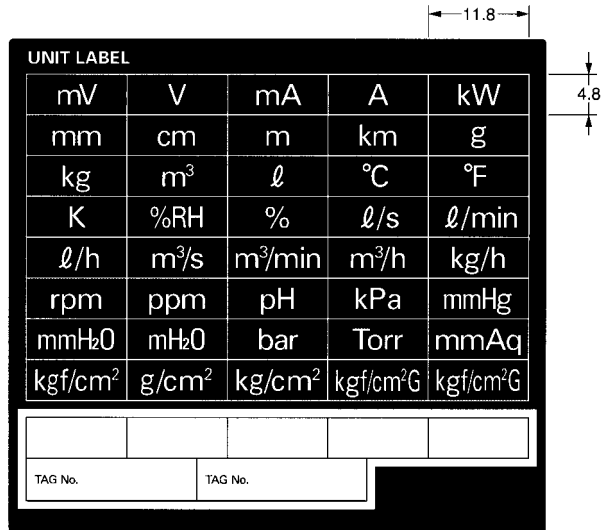 11.8
UNIT LABEL
4.8
mV V mA A kW
mm cm m km g
kg m³ ℓ °C °F
K %RH % ℓ/s ℓ/min
ℓ/h m³/s m³/min m³/h kg/h
rpm ppm pH kPa mmHg
mmH₂O mH₂O bar Torr mmAq
kgf/cm² g/cm² kg/cm² kgf/cm²G kgf/cm²G
TAG No. TAG No.